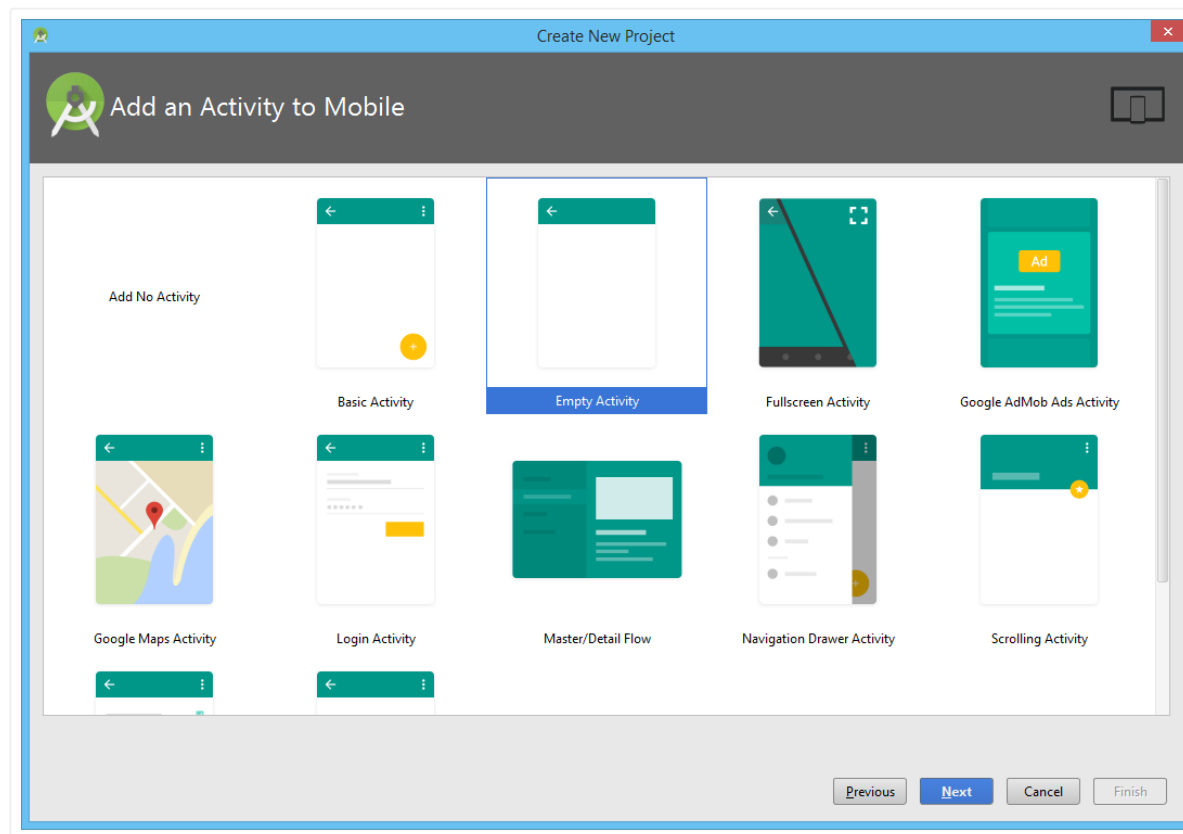 Create New Project
Add an Activity to Mobile
Add No Activity
Ad
Basic Activity
Empty Activity
Fullscreen Activity
Google AdMob Ads Activity
Google Maps Activity
Login Activity
Master/Detail Flow
Navigation Drawer Activity
Scrolling Activity
Previous
Next
Cancel
Finish